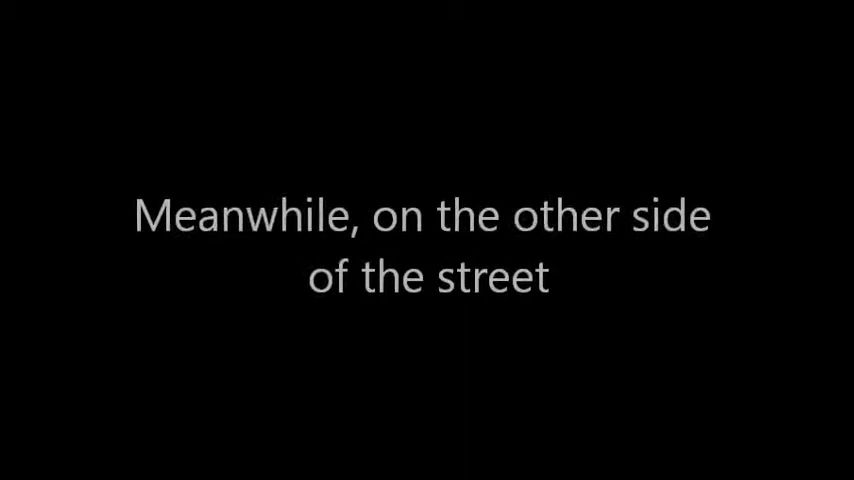 Meanwhile, on the other side
of the street